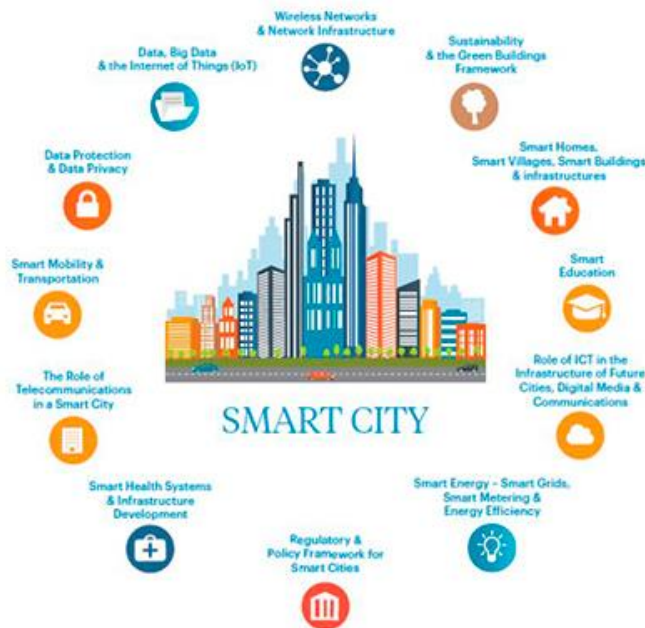 Wireless Networks
& Network Infrastructure
Data, Big Data
& the Internet of Things (IoT)
Sustainability
& the Green Buildings
Framework
Data Protection
& Data Privacy
Smart Homes,
Smart Villages, Smart Buildings
& infrastructures
Smart Mobility &
Transportation
Smart
Education
The Role of
Telecommunications
in a Smart City
Role of ICT in the
Infrastructure of Future
Cities, Digital Media &
Communications
SMART CITY
Smart Health Systems
& Infrastructure
Development
Smart Energy – Smart Grids,
Smart Metering &
Energy Efficiency
Regulatory &
Policy Framework for
Smart Cities